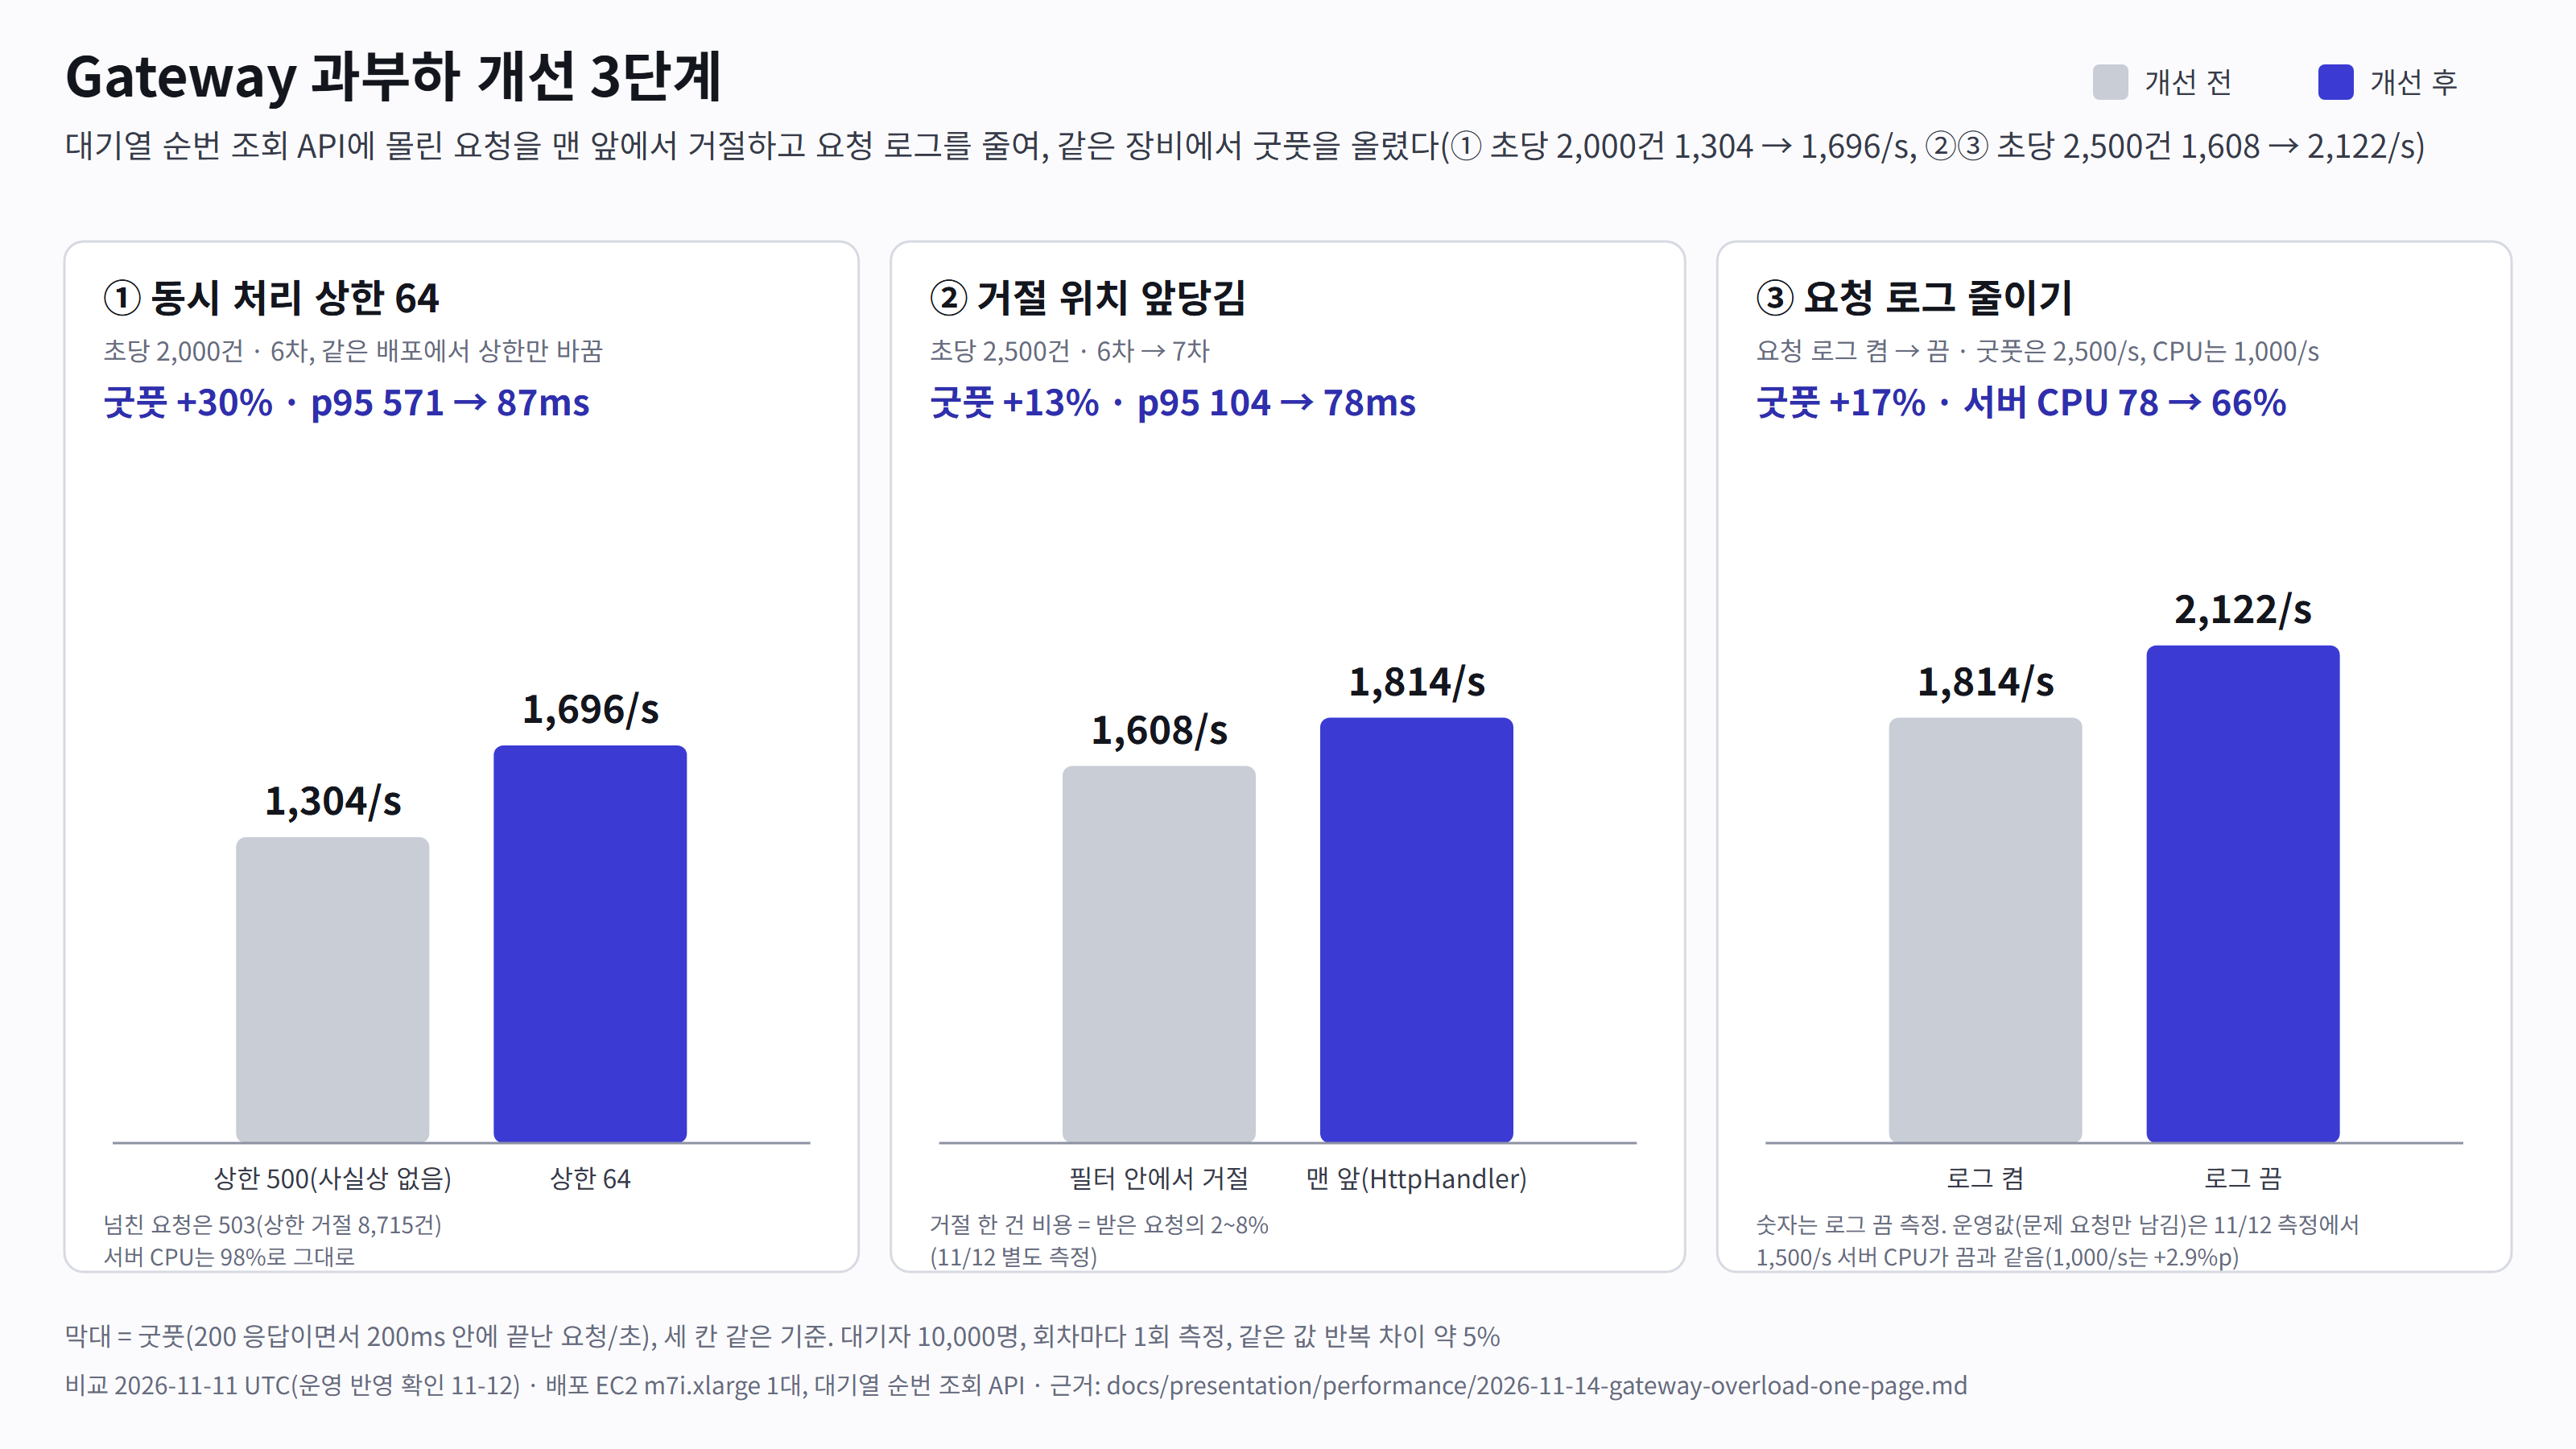 Gateway 과부하 개선 3단계
개선 전
개선 후
대기열 순번 조회 API에 몰린 요청을 맨 앞에서 거절하고 요청 로그를 줄여, 같은 장비에서 굿풋을 올렸다(① 초당 2,000건 1,304 → 1,696/s, ②③ 초당 2,500건 1,608 → 2,122/s)
① 동시 처리 상한 64
초당 2,000건 · 6차, 같은 배포에서 상한만 바꿈
굿풋 +30% · p95 571 → 87ms
1,304/s
1,696/s
상한 500(사실상 없음)
상한 64
넘친 요청은 503(상한 거절 8,715건)
서버 CPU는 98%로 그대로
② 거절 위치 앞당김
초당 2,500건 · 6차 → 7차
굿풋 +13% · p95 104 → 78ms
1,608/s
1,814/s
필터 안에서 거절
맨 앞(HttpHandler)
거절 한 건 비용 = 받은 요청의 2~8%
(11/12 별도 측정)
③ 요청 로그 줄이기
요청 로그 켬 → 끔 · 굿풋은 2,500/s, CPU는 1,000/s
굿풋 +17% · 서버 CPU 78 → 66%
1,814/s
2,122/s
로그 켬
로그 끔
숫자는 로그 끔 측정. 운영값(문제 요청만 남김)은 11/12 측정에서
1,500/s 서버 CPU가 끔과 같음(1,000/s는 +2.9%p)
막대 = 굿풋(200 응답이면서 200ms 안에 끝난 요청/초), 세 칸 같은 기준. 대기자 10,000명, 회차마다 1회 측정, 같은 값 반복 차이 약 5%
비교 2026-11-11 UTC(운영 반영 확인 11-12) · 배포 EC2 m7i.xlarge 1대, 대기열 순번 조회 API · 근거: docs/presentation/performance/2026-11-14-gateway-overload-one-page.md